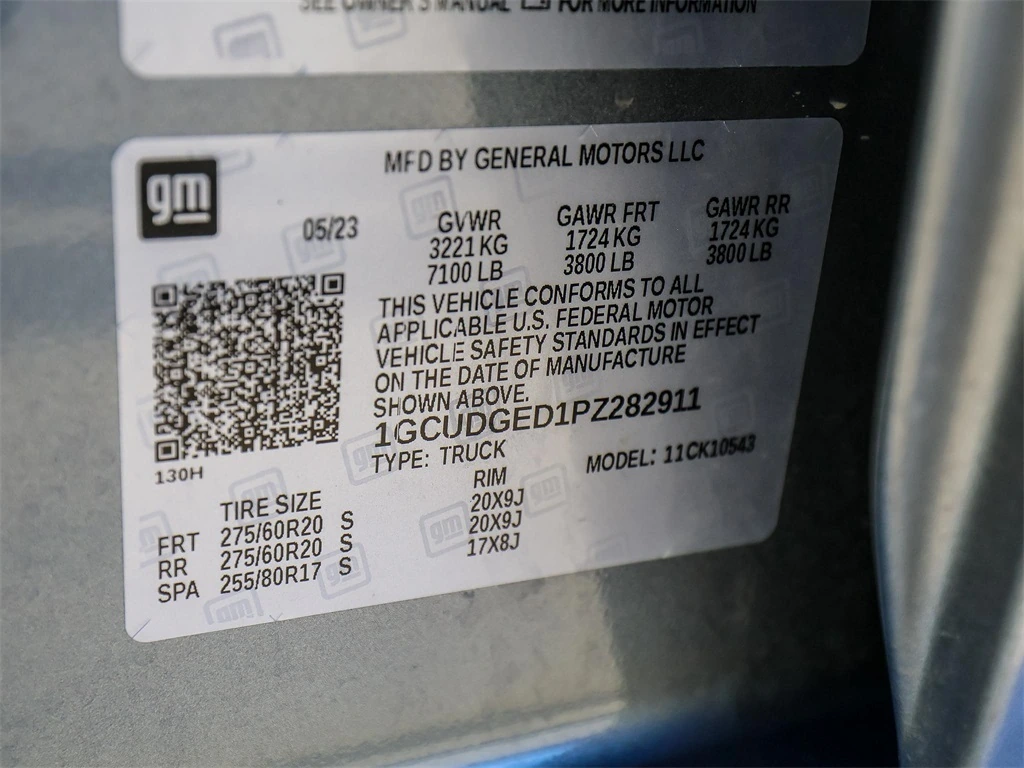 SEE OWNER'S MANUAL FOR MORE INFORMATION
MFD BY GENERAL MOTORS LLC
gm
05/23
GVWR GAWR FRT GAWR RR
3221 KG 1724 KG 1724 KG
7100 LB 3800 LB 3800 LB
THIS VEHICLE CONFORMS TO ALL
APPLICABLE U.S. FEDERAL MOTOR
VEHICLE SAFETY STANDARDS IN EFFECT
ON THE DATE OF MANUFACTURE
SHOWN ABOVE.
1GCUDGED1PZ282911
TYPE: TRUCK MODEL: 11CK10543
130H
TIRE SIZE RIM
FRT 275/60R20 S 20X9J
RR 275/60R20 S 20X9J
SPA 255/80R17 S 17X8J